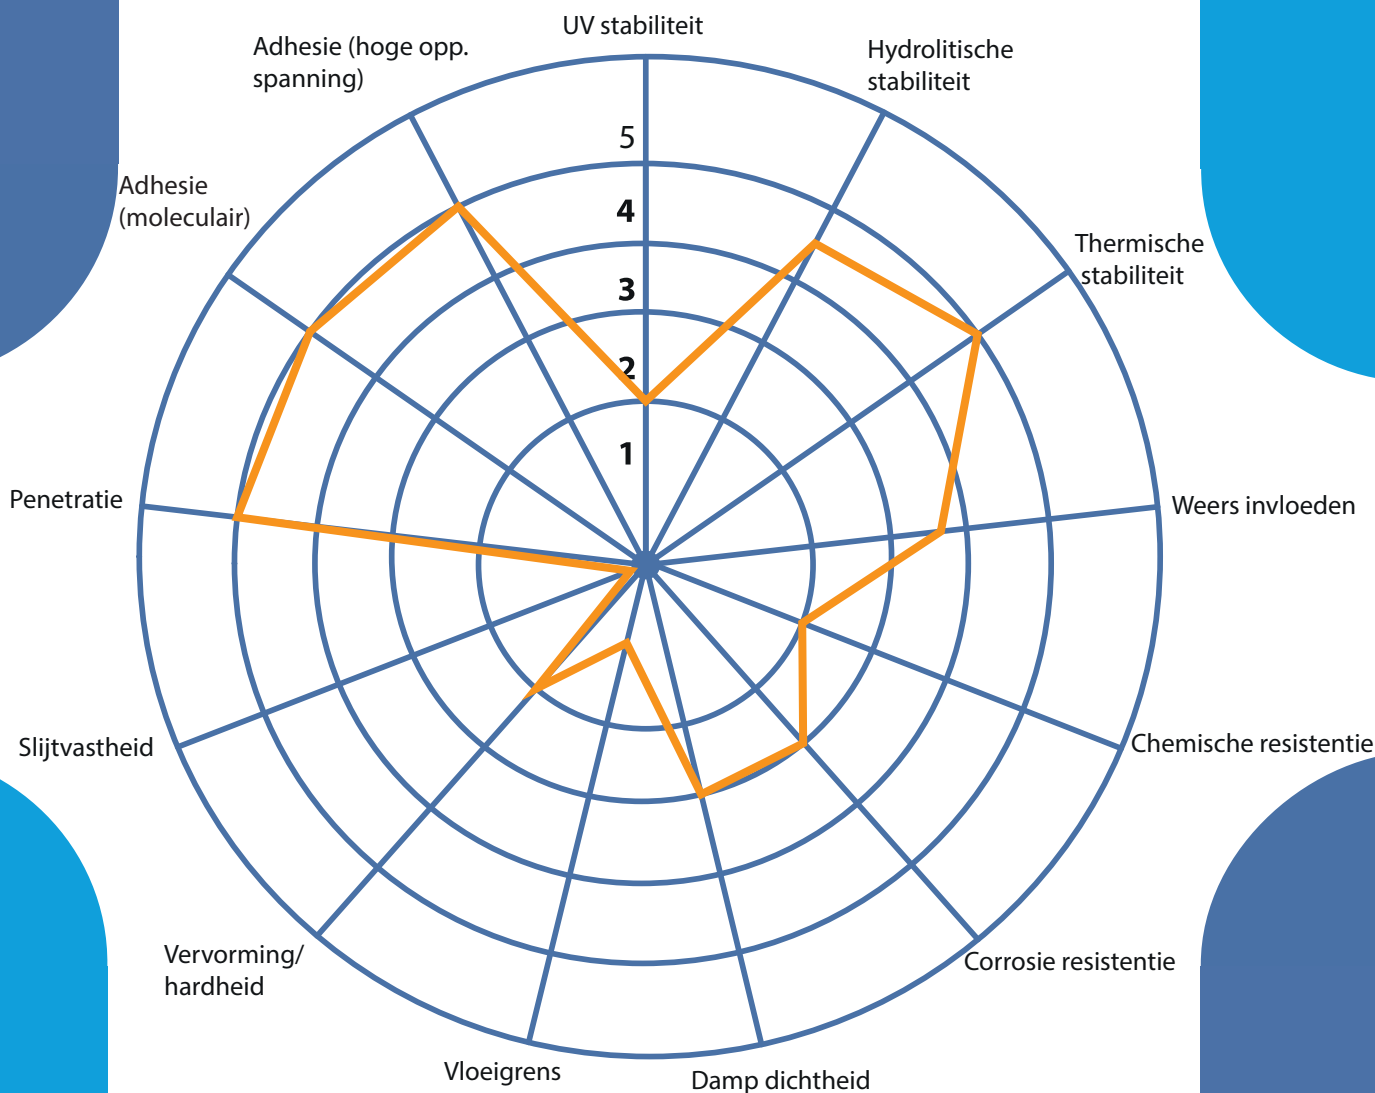 UV stabiliteit
Hydrolitische
stabiliteit
Thermische
stabiliteit
Weers invloeden
Chemische resistentie
Corrosie resistentie
Damp dichtheid
Vloeigrens
Vervorming/
hardheid
Slijtvastheid
Penetratie
Adhesie
(moleculair)
Adhesie (hoge opp.
spanning)
5
4
3
2
1